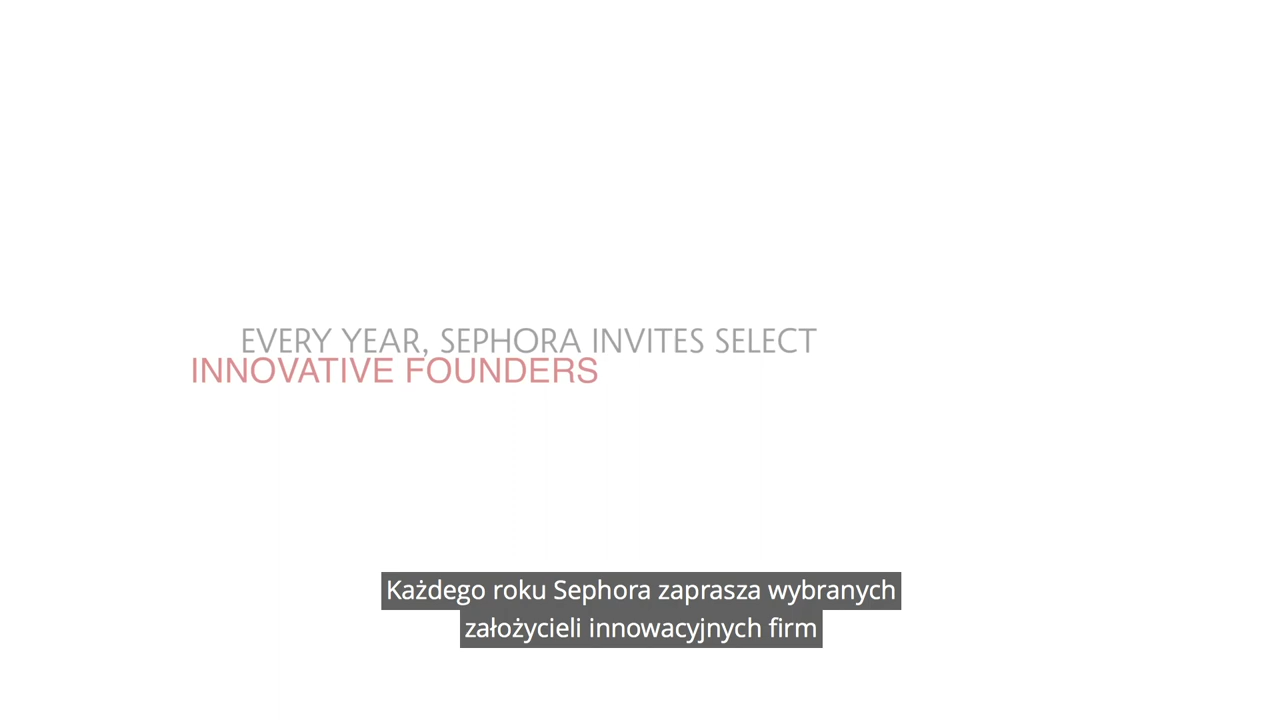 EVERY YEAR, SEPHORA INVITES SELECT
INNOVATIVE FOUNDERS
Każdego roku Sephora zaprasza wybranych
założycieli innowacyjnych firm